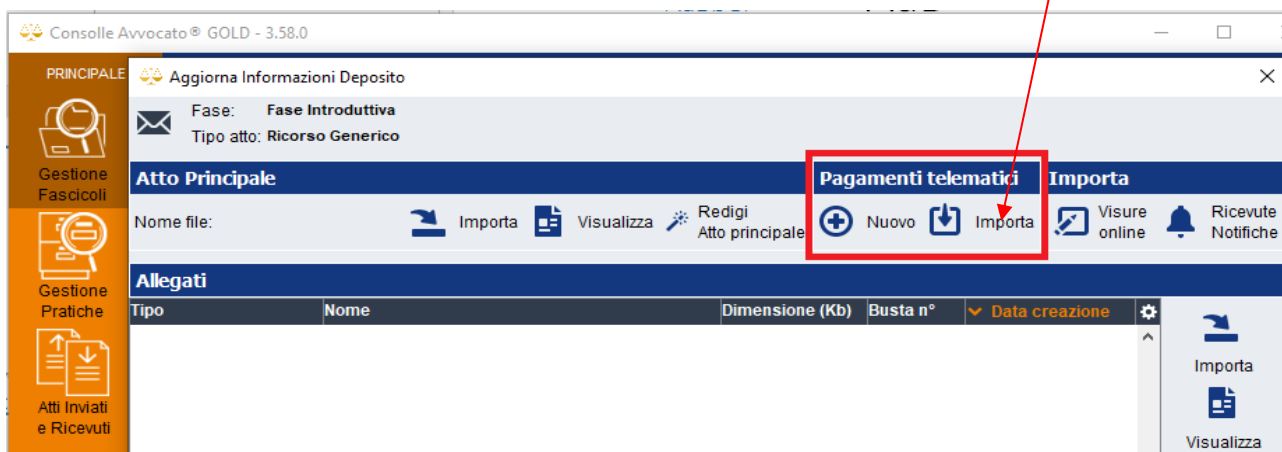 Consolle Avvocato® GOLD - 3.58.0
PRINCIPALE
Aggiorna Informazioni Deposito
Fase: Fase Introduttiva
Tipo atto: Ricorso Generico
Gestione
Fascicoli
Atto Principale
Pagamenti telematici
Importa
Nome file:
Importa
Visualizza
Redigi
Atto principale
Nuovo
Importa
Visure
online
Ricevute
Notifiche
Gestione
Pratiche
Allegati
Tipo Nome Dimensione (Kb) Busta n° Data creazione
Importa
Visualizza
Atti Inviati
e Ricevuti